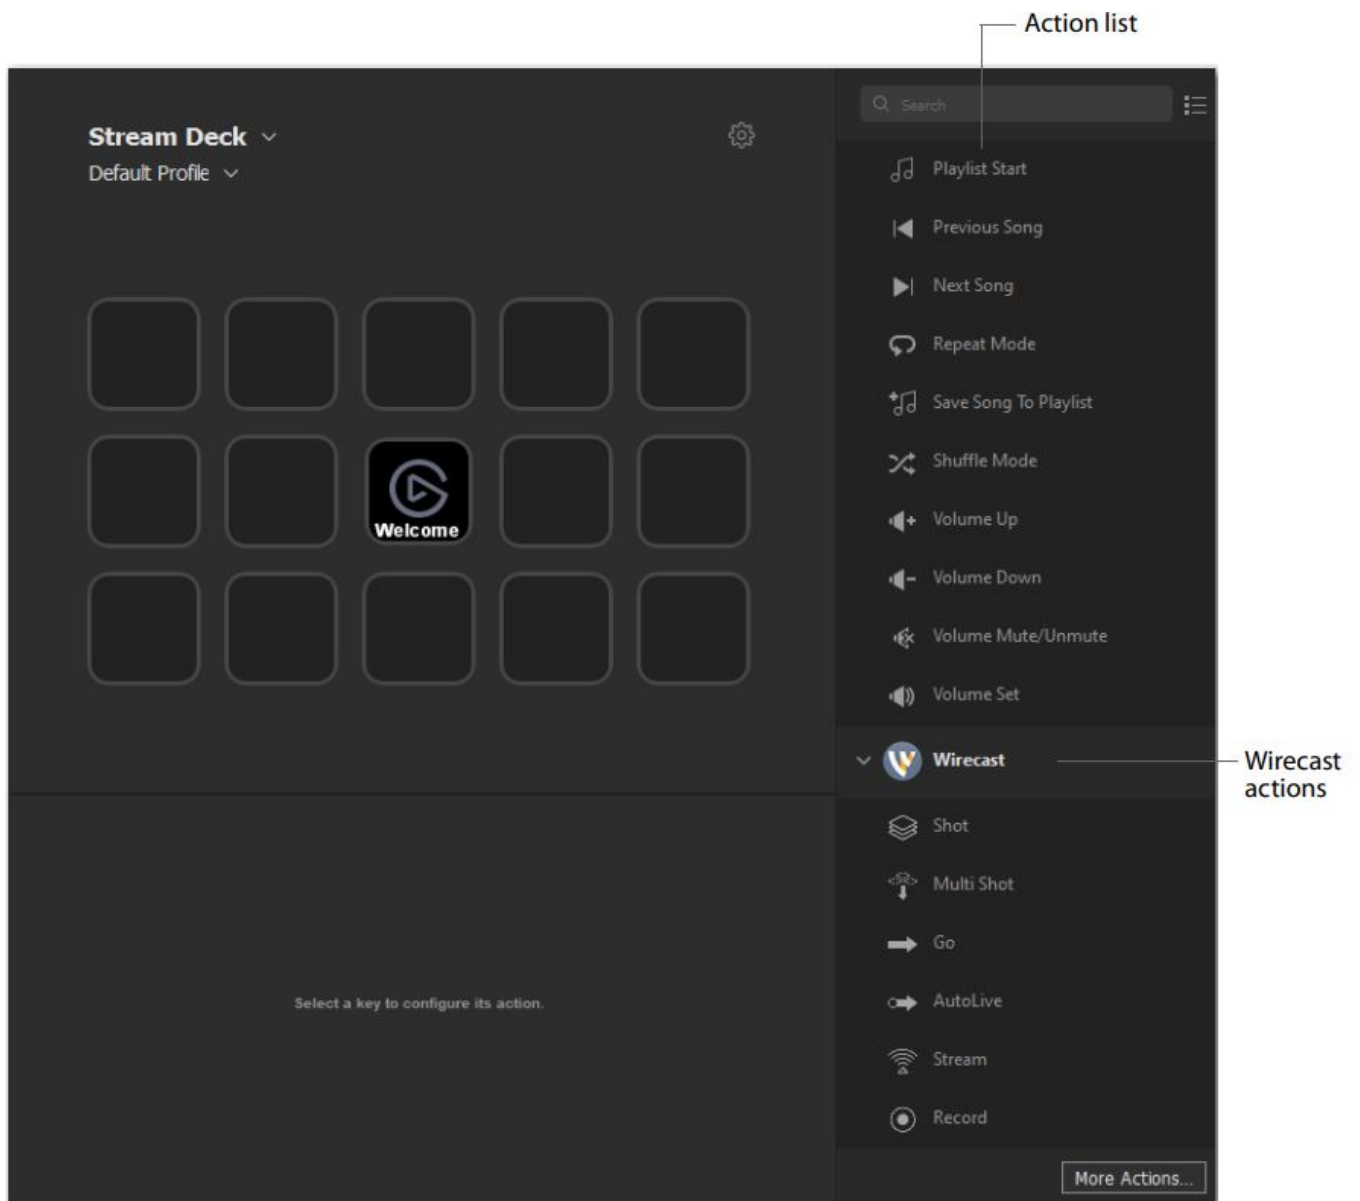 Action list
Search
Stream Deck
Default Profile
Playlist Start
Previous Song
Next Song
Repeat Mode
Save Song To Playlist
Shuffle Mode
Welcome
Volume Up
Volume Down
Volume Mute/Unmute
Volume Set
Wirecast
Wirecast
actions
Shot
Multi Shot
Go
Select a key to configure its action.
AutoLive
Stream
Record
More Actions...